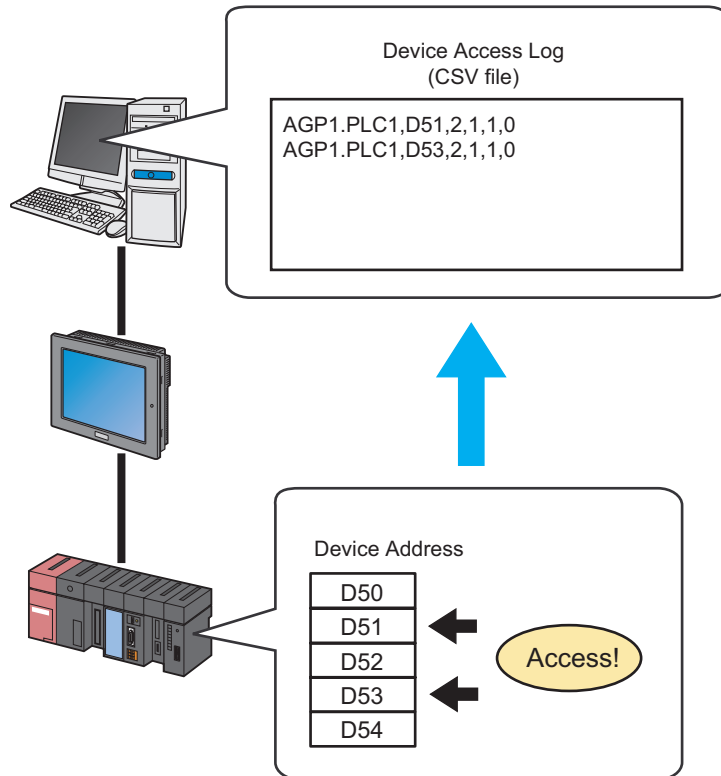 Device Access Log
(CSV file)
AGP1.PLC1,D51,2,1,1,0
AGP1.PLC1,D53,2,1,1,0
Device Address
D50
D51
D52
D53
D54
Access!